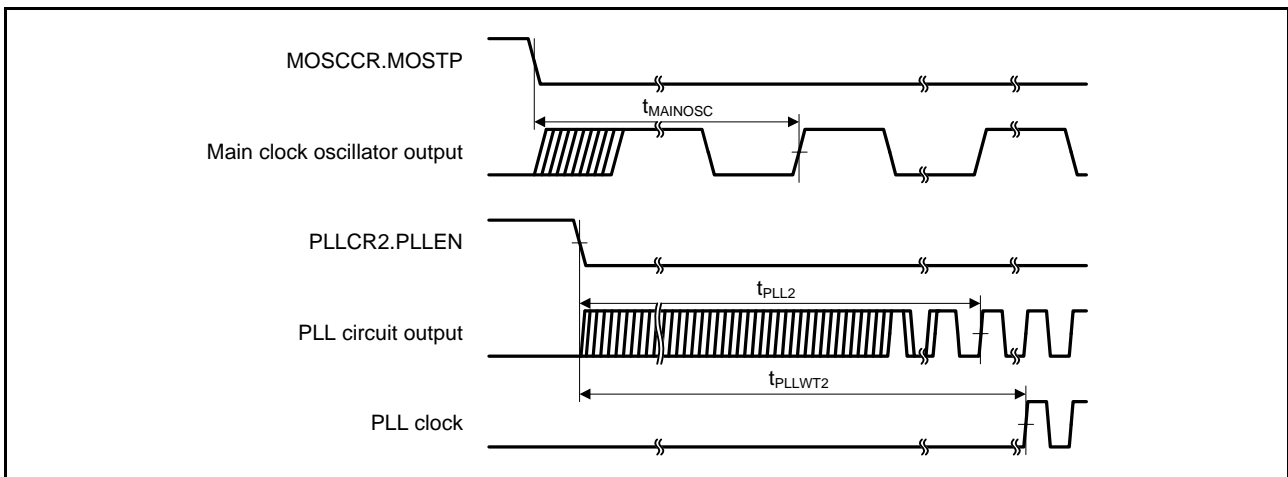 MOSCCR.MOSTP
tMAINOSC
Main clock oscillator output
PLLCR2.PLLEN
tPLL2
PLL circuit output
tPLLWT2
PLL clock